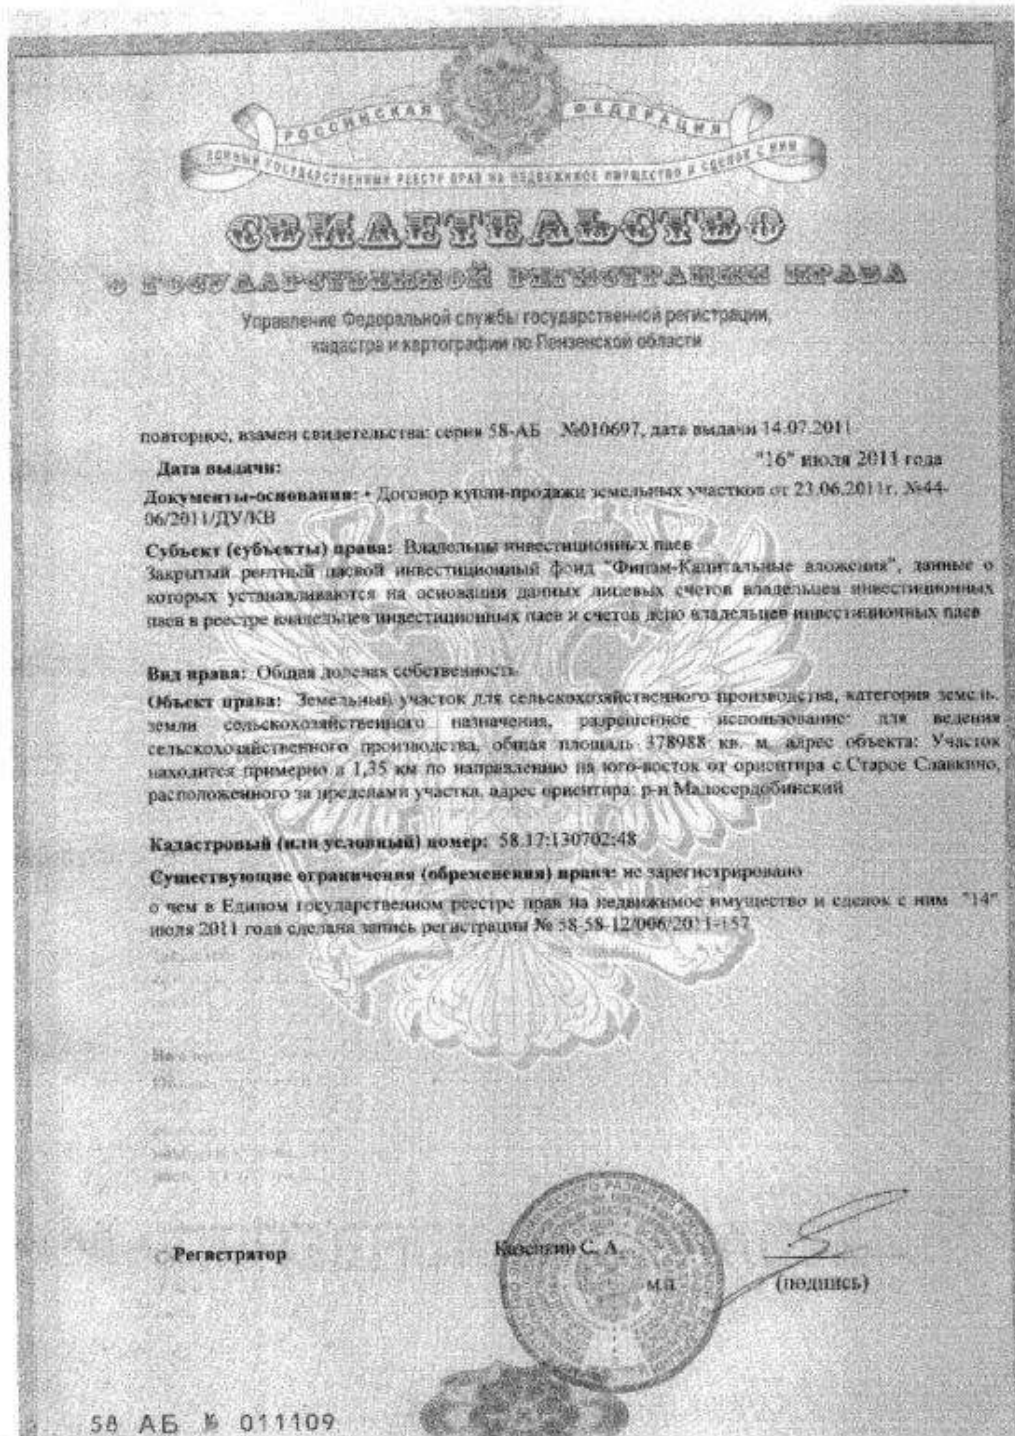 РОССИЙСКАЯ ФЕДЕРАЦИЯ
ЕДИНЫЙ ГОСУДАРСТВЕННЫЙ РЕЕСТР ПРАВ НА НЕДВИЖИМОЕ ИМУЩЕСТВО И СДЕЛОК С НИМ
СВИДЕТЕЛЬСТВО
О ГОСУДАРСТВЕННОЙ РЕГИСТРАЦИИ ПРАВА
Управление Федеральной службы государственной регистрации,
кадастра и картографии по Пензенской области
повторное, взамен свидетельства: серия 58-АБ №010697, дата выдачи 14.07.2011
"16" июля 2011 года
Дата выдачи:
Документы-основания: • Договор купли-продажи земельных участков от 23.06.2011г. №44-
06/2011/ДУ/КВ
Субъект (субъекты) права: Владельцы инвестиционных паев
Закрытый рентный паевой инвестиционный фонд "Финам-Капитальные вложения", данные о
которых устанавливаются на основании данных лицевых счетов владельцев инвестиционных
паев в реестре владельцев инвестиционных паев и счетов депо владельцев инвестиционных паев
Вид права: Общая долевая собственность
Объект права: Земельный участок для сельскохозяйственного производства, категория земель:
земли сельскохозяйственного назначения, разрешенное использование: для ведения
сельскохозяйственного производства, общая площадь 378988 кв. м, адрес объекта: Участок
находится примерно в 1,35 км по направлению на юго-восток от ориентира с.Старое Славкино,
расположенного за пределами участка, адрес ориентира: р-н Малосердобинский
Кадастровый (или условный) номер: 58:17:130702:48
Существующие ограничения (обременения) права: не зарегистрировано
о чем в Едином государственном реестре прав на недвижимое имущество и сделок с ним "14"
июля 2011 года сделана запись регистрации № 58-58-12/006/2011-157
Регистратор
С. А.
м.п.
(подпись)
58 АБ № 011109